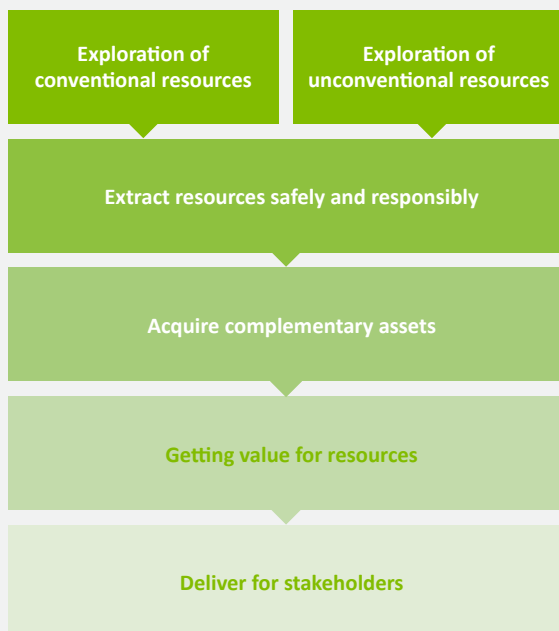 Exploration of
conventional resources
Exploration of
unconventional resources
Extract resources safely and responsibly
Acquire complementary assets
Getting value for resources
Deliver for stakeholders